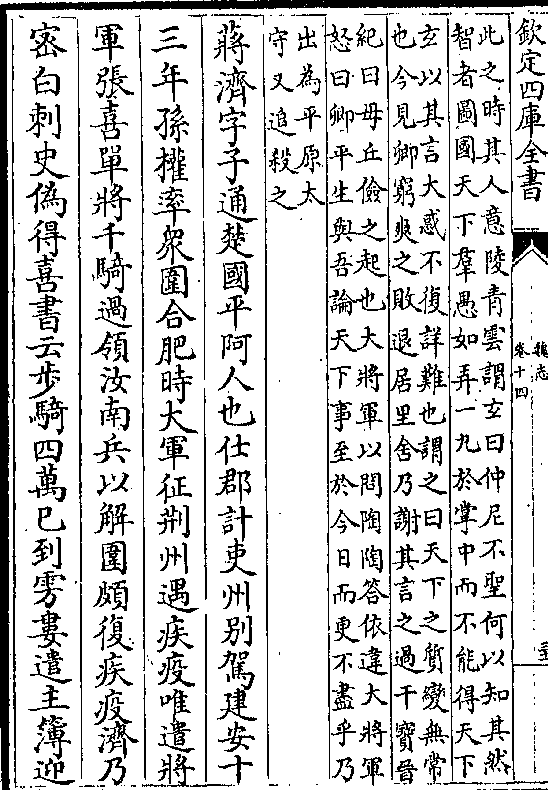 欽定四庫全書
魏志
卷十四
此之時其人意陵青雲謂玄曰仲尼不聖何以知其然
智者圖國天下羣愚如弄一九於掌中而不能得天下
玄以其言大惑不復詳難也謂之曰天下之質變無常
也今見卿窮爽之敗退居里舍乃謝其言之過干寶晉
紀曰毋丘儉之起也大將軍以問陶陶答依違大將軍
怒曰卿平生與吾論天下事至於今日而更不盡乎乃
出為平原太
守又追殺之
蔣濟字子通楚國平阿人也仕郡計吏州別駕建安十
三年孫權率衆圍合肥時大軍征荆州遇疾疫唯遣將
軍張喜單將千騎過領汝南兵以解圍頗復疾疫濟乃
宻白刺史偽得喜書云歩騎四萬已到雩婁遣主簿迎